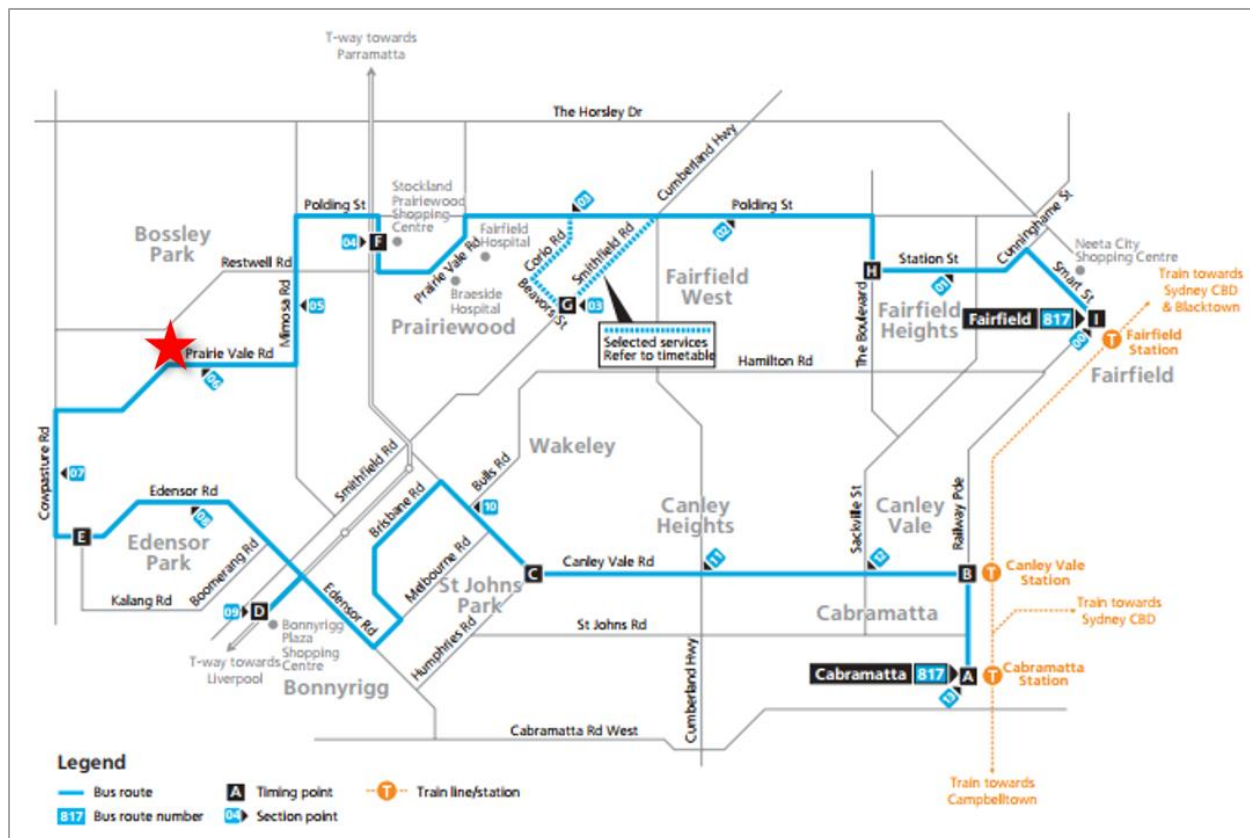 T-way towards
Parramatta
The Horsley Dr
Cumberland Hwy
Polding St
Stockland
Prairiewood
Shopping
Centre
03
Polding St
02
Cunninghame St
Bossley
Park
04
F
Fairfield
Hospital
Corlo Rd
Smithfield Rd
Neeta City
Shopping Centre
Restwell Rd
Prairie Vale Rd
Braeside
Hospital
Beavors St
H
Station St
01
Smart St
Train towards
Sydney CBD
& Blacktown
Mimosa Rd
05
Prairiewood
G
03
Fairfield
West
The Boulevard
Fairfield
Heights
Fairfield
817
I
00
T
Fairfield
Station
Selected services
Refer to timetable
Prairie Vale Rd
06
Hamilton Rd
Fairfield
Cowpasture Rd
07
Smithfield Rd
Wakeley
Bulls Rd
Edensor Rd
08
Brisbane Rd
10
Canley
Heights
Sackville St
Canley
Vale
Railway Pde
E
Edensor
Park
Boomerang Rd
Melbourne Rd
C
Canley Vale Rd
11
12
B
T
Canley Vale
Station
Kalang Rd
09
D
Edensor Rd
St Johns
Park
Cabramatta
Train towards
Sydney CBD
Bonnyrigg
Plaza
Shopping
Centre
Humphries Rd
St Johns Rd
T-way towards
Liverpool
Bonnyrigg
Cumberland Hwy
Cabramatta
817
A
13
T
Cabramatta
Station
Cabramatta Rd West
Legend
Bus route
A
Timing point
T
Train line/station
817
Bus route number
04
Section point
Train towards
Campbelltown